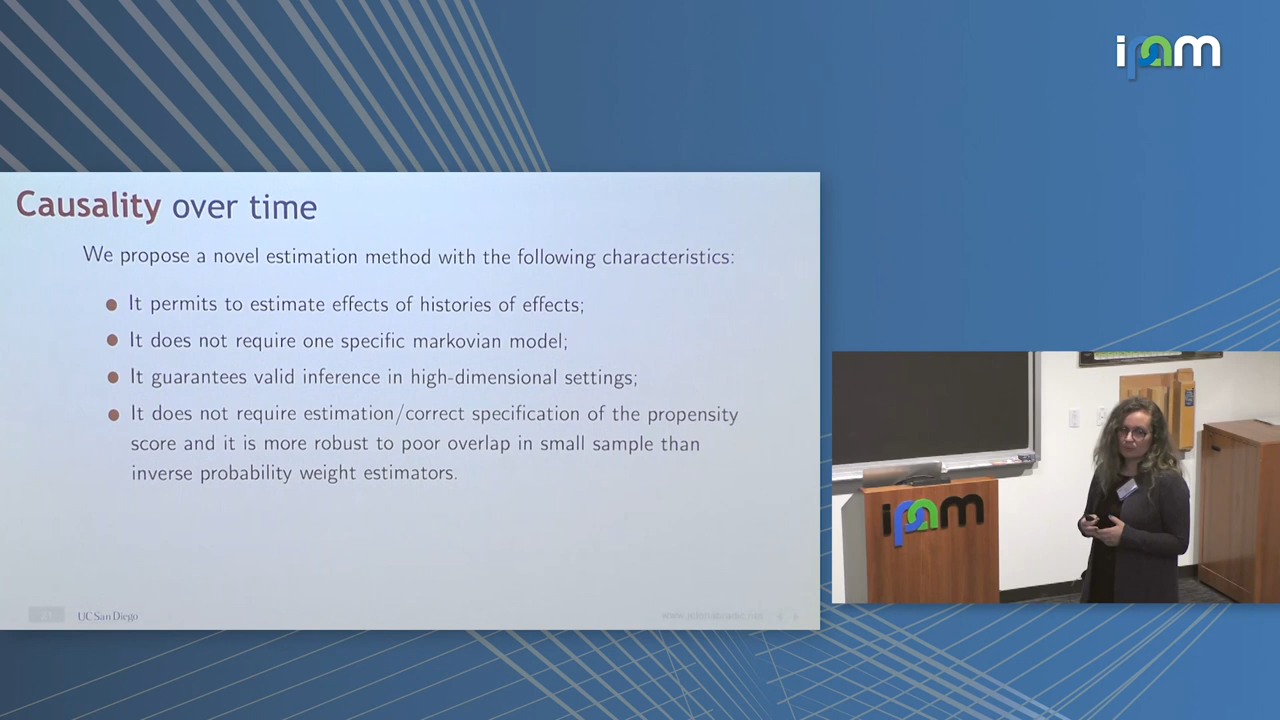 ipam
Causality over time
We propose a novel estimation method with the following characteristics:
It permits to estimate effects of histories of effects;
It does not require one specific markovian model;
It guarantees valid inference in high-dimensional settings;
It does not require estimation/correct specification of the propensity
score and it is more robust to poor overlap in small sample than
inverse probability weight estimators.
UC San Diego
ipam